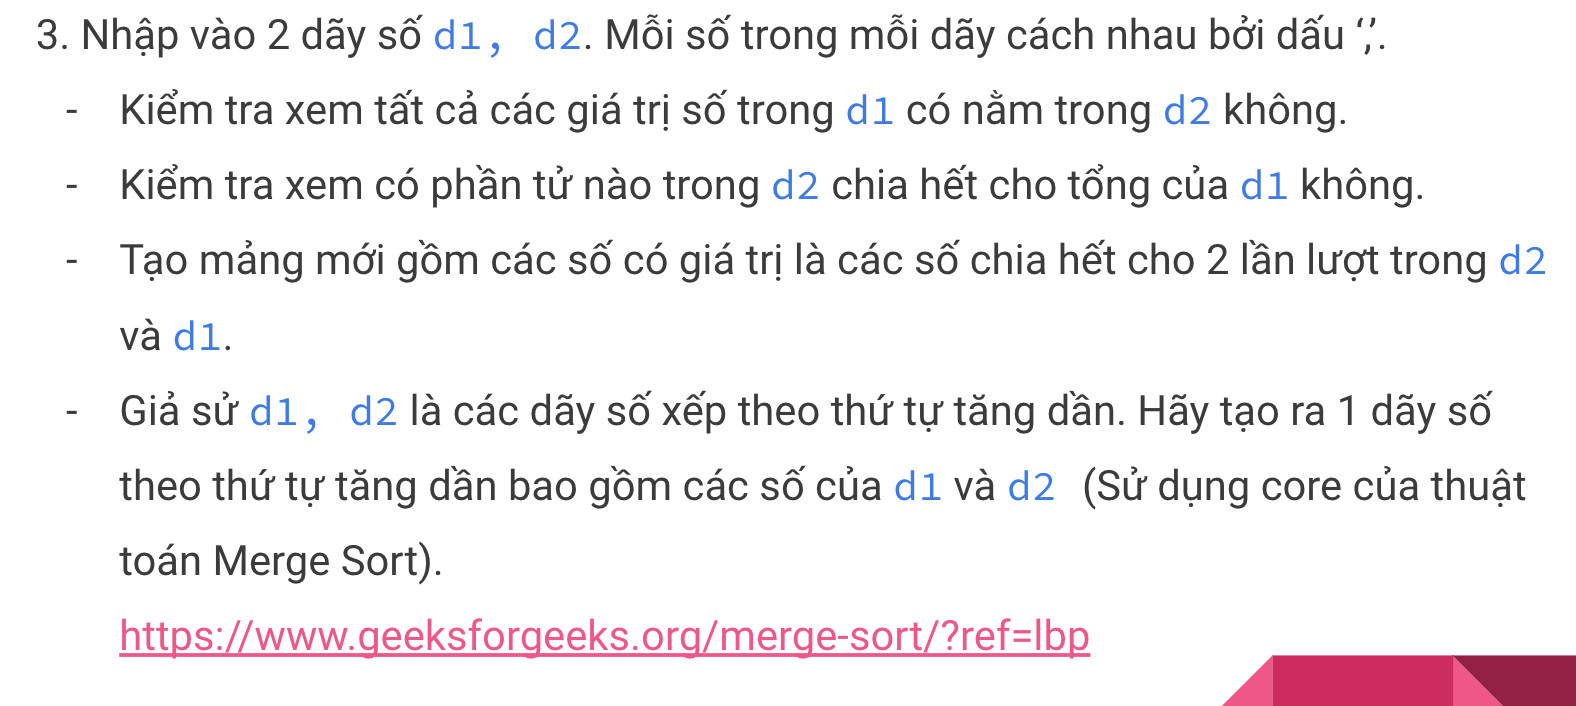 3. Nhập vào 2 dãy số d1, d2. Mỗi số trong mỗi dãy cách nhau bởi dấu ‘,’.
- Kiểm tra xem tất cả các giá trị số trong d1 có nằm trong d2 không.
- Kiểm tra xem có phần tử nào trong d2 chia hết cho tổng của d1 không.
- Tạo mảng mới gồm các số có giá trị là các số chia hết cho 2 lần lượt trong d2
và d1.
- Giả sử d1, d2 là các dãy số xếp theo thứ tự tăng dần. Hãy tạo ra 1 dãy số
theo thứ tự tăng dần bao gồm các số của d1 và d2 (Sử dụng core của thuật
toán Merge Sort).
https://www.geeksforgeeks.org/merge-sort/?ref=lbp